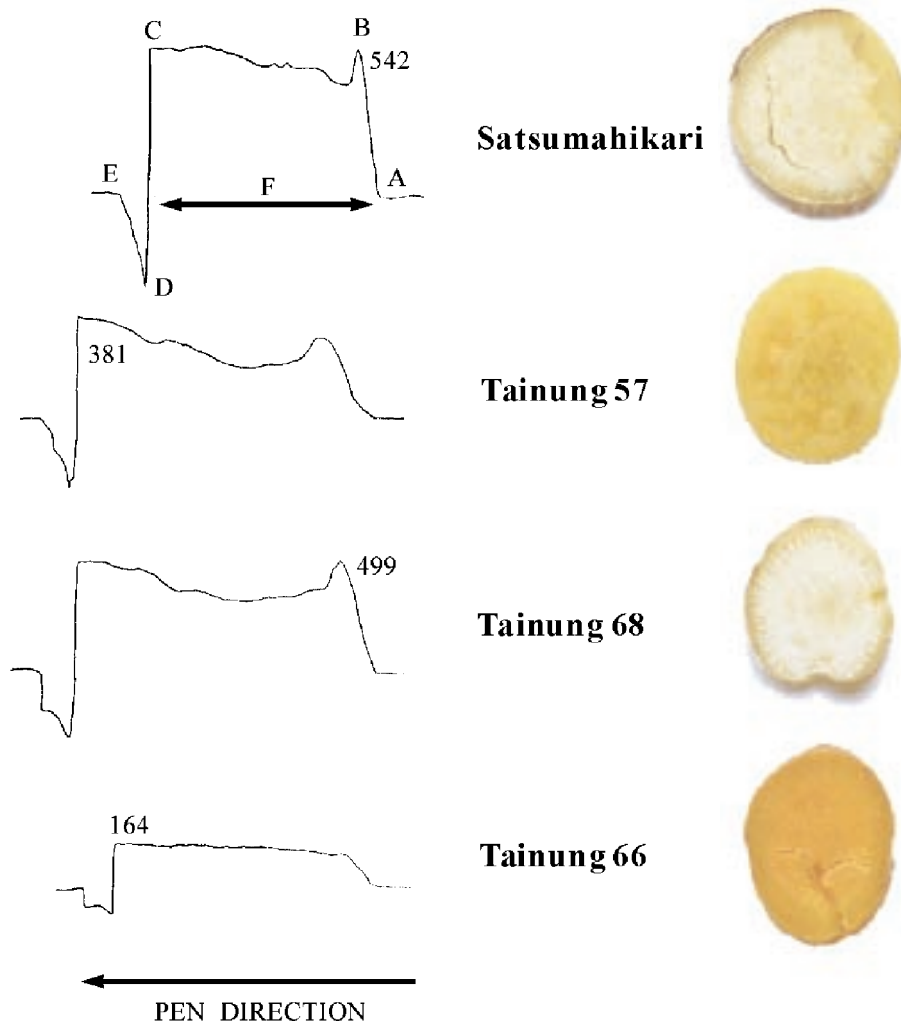 C
B
542
Satsumahikari
E
F
A
D
381
Tainung 57
499
Tainung 68
164
Tainung 66
PEN DIRECTION